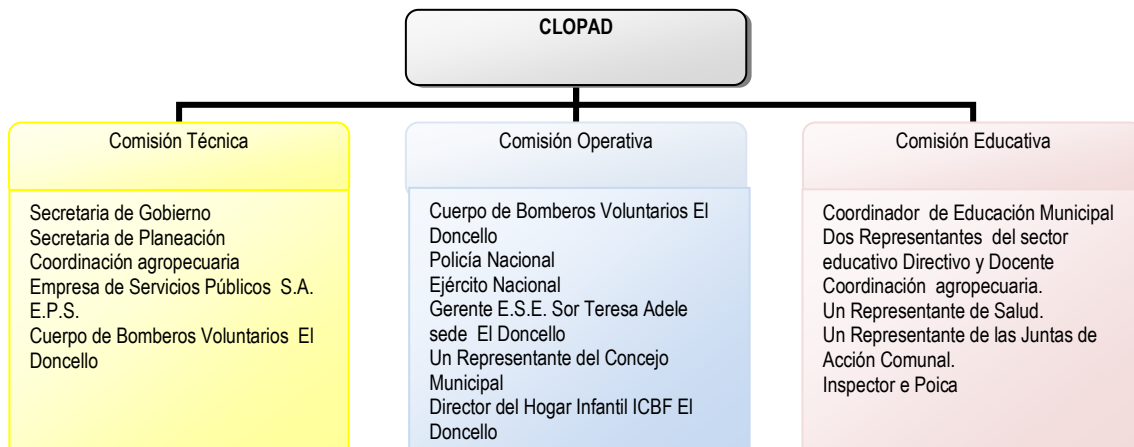 CLOPAD
Comisión Técnica
Secretaria de Gobierno
Secretaria de Planeación
Coordinación agropecuaria
Empresa de Servicios Públicos S.A.
E.P.S.
Cuerpo de Bomberos Voluntarios El
Doncello
Comisión Operativa
Cuerpo de Bomberos Voluntarios El
Doncello
Policía Nacional
Ejército Nacional
Gerente E.S.E. Sor Teresa Adele
sede El Doncello
Un Representante del Concejo
Municipal
Director del Hogar Infantil ICBF El
Doncello
Comisión Educativa
Coordinador de Educación Municipal
Dos Representantes del sector
educativo Directivo y Docente
Coordinación agropecuaria.
Un Representante de Salud.
Un Representante de las Juntas de
Acción Comunal.
Inspector e Poica